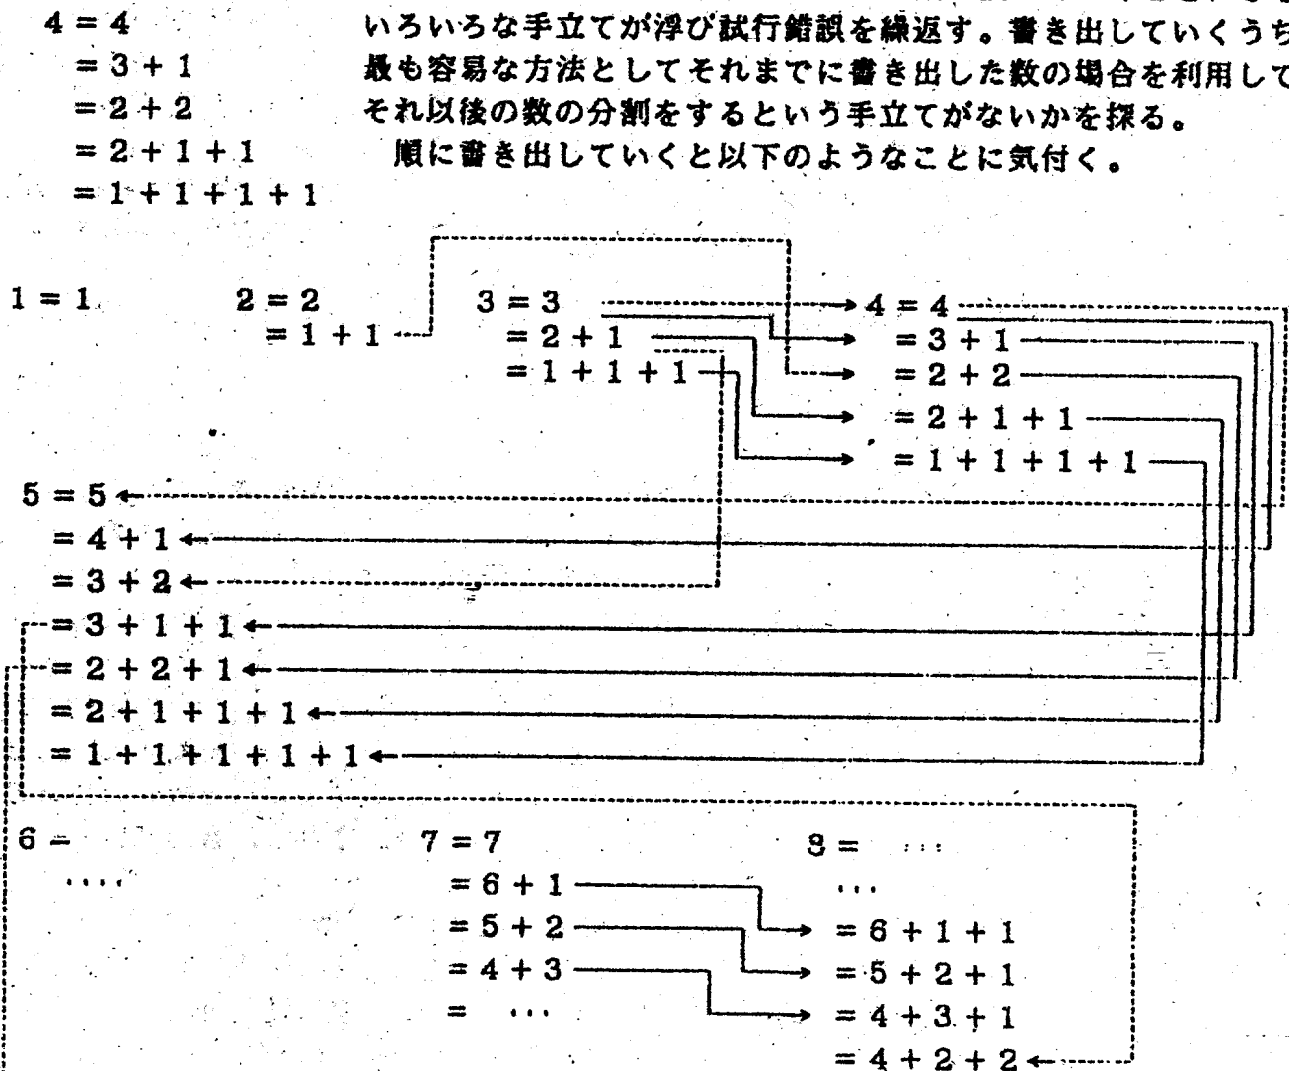 4 = 4
= 3 + 1
= 2 + 2
= 2 + 1 + 1
= 1 + 1 + 1 + 1
いろいろな手立てが浮び試行錯誤を繰返す。書き出していくうち
最も容易な方法としてそれまでに書き出した数の場合を利用して
それ以後の数の分割をするという手立てがないかを探る。
順に書き出していくと以下のようなことに気付く。
1 = 1
2 = 2
= 1 + 1
3 = 3
= 2 + 1
= 1 + 1 + 1
4 = 4
= 3 + 1
= 2 + 2
= 2 + 1 + 1
= 1 + 1 + 1 + 1
5 = 5
= 4 + 1
= 3 + 2
= 3 + 1 + 1
= 2 + 2 + 1
= 2 + 1 + 1 + 1
= 1 + 1 + 1 + 1 + 1
6 =
....
7 = 7
= 6 + 1
= 5 + 2
= 4 + 3
= ...
8 = ...
...
= 6 + 1 + 1
= 5 + 2 + 1
= 4 + 3 + 1
= 4 + 2 + 2